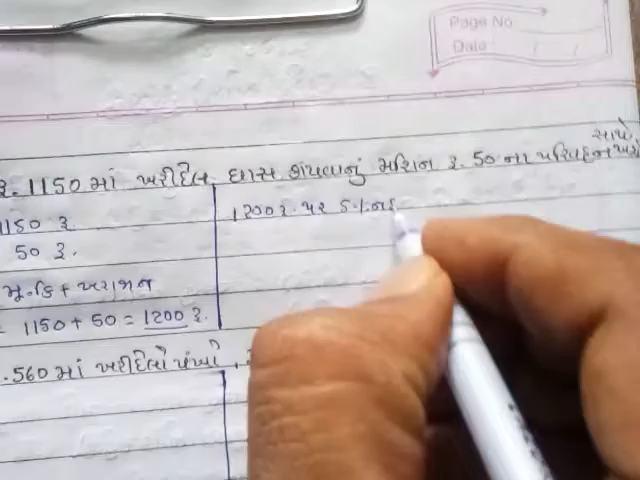 Page No
Date / /
રૂ. 1150 માં ખરીદેલ ઘાસ કાપવાનું મશિન રૂ. 50 ના પરિવહન ખર્ચ
સાથે
1150 રૂ
1200 રૂ. પર 5 %.
50 રૂ.
મૂ.કિ + ખરાજાત
= 1150 + 50 = 1200 રૂ.
. 560 માં ખરીદેલો પંખો